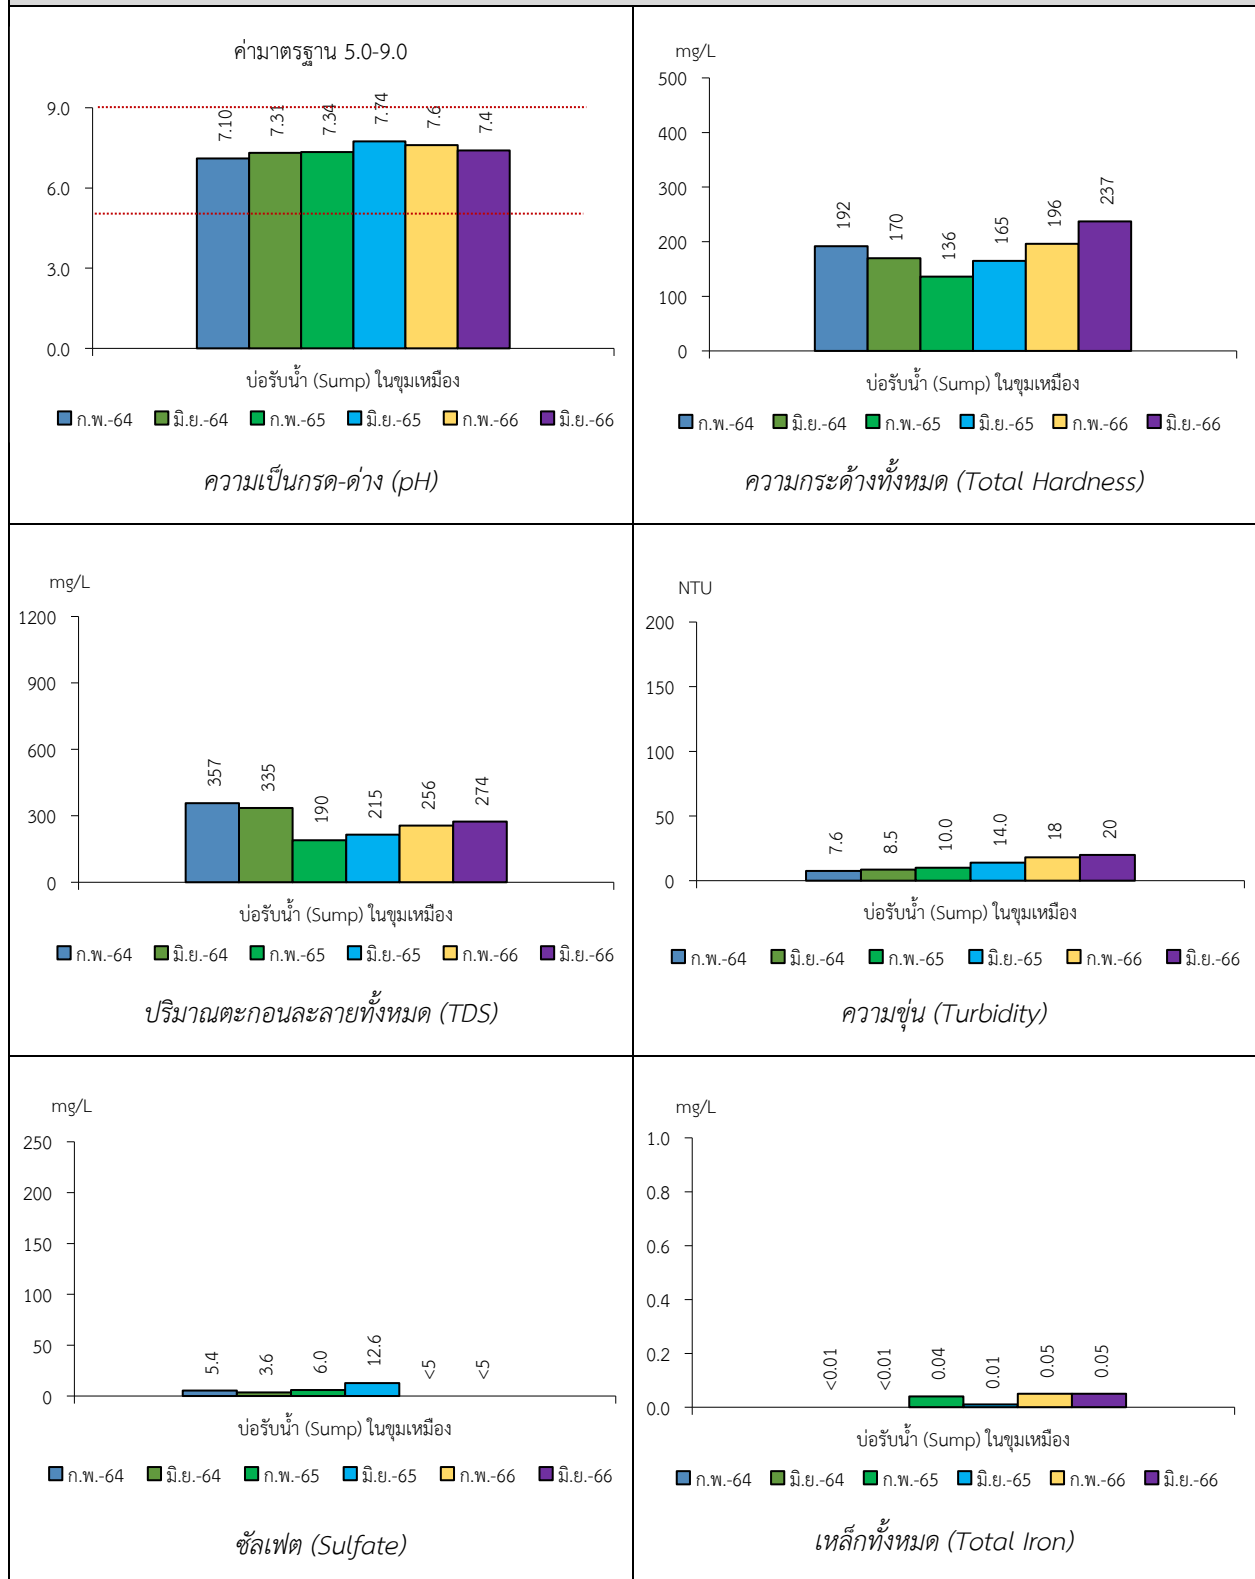 ค่ามาตรฐาน 5.0-9.0
9.0
6.0
3.0
0.0
7.10
7.31
7.34
7.74
7.6
7.4
บ่อรับน้ำ (Sump) ในขุมเหมือง
ก.พ.-64 มิ.ย.-64 ก.พ.-65 มิ.ย.-65 ก.พ.-66 มิ.ย.-66
ความเป็นกรด-ด่าง (pH)
mg/L
500
400
300
200
100
0
192
170
136
165
196
237
บ่อรับน้ำ (Sump) ในขุมเหมือง
ก.พ.-64 มิ.ย.-64 ก.พ.-65 มิ.ย.-65 ก.พ.-66 มิ.ย.-66
ความกระด้างทั้งหมด (Total Hardness)
mg/L
1200
900
600
300
0
357
335
190
215
256
274
บ่อรับน้ำ (Sump) ในขุมเหมือง
ก.พ.-64 มิ.ย.-64 ก.พ.-65 มิ.ย.-65 ก.พ.-66 มิ.ย.-66
ปริมาณตะกอนละลายทั้งหมด (TDS)
NTU
200
150
100
50
0
7.6
8.5
10.0
14.0
18
20
บ่อรับน้ำ (Sump) ในขุมเหมือง
ก.พ.-64 มิ.ย.-64 ก.พ.-65 มิ.ย.-65 ก.พ.-66 มิ.ย.-66
ความขุ่น (Turbidity)
mg/L
250
200
150
100
50
0
5.4
3.6
6.0
12.6
<5
<5
บ่อรับน้ำ (Sump) ในขุมเหมือง
ก.พ.-64 มิ.ย.-64 ก.พ.-65 มิ.ย.-65 ก.พ.-66 มิ.ย.-66
ซัลเฟต (Sulfate)
mg/L
1.0
0.8
0.6
0.4
0.2
0.0
<0.01
<0.01
0.04
0.01
0.05
0.05
บ่อรับน้ำ (Sump) ในขุมเหมือง
ก.พ.-64 มิ.ย.-64 ก.พ.-65 มิ.ย.-65 ก.พ.-66 มิ.ย.-66
เหล็กทั้งหมด (Total Iron)